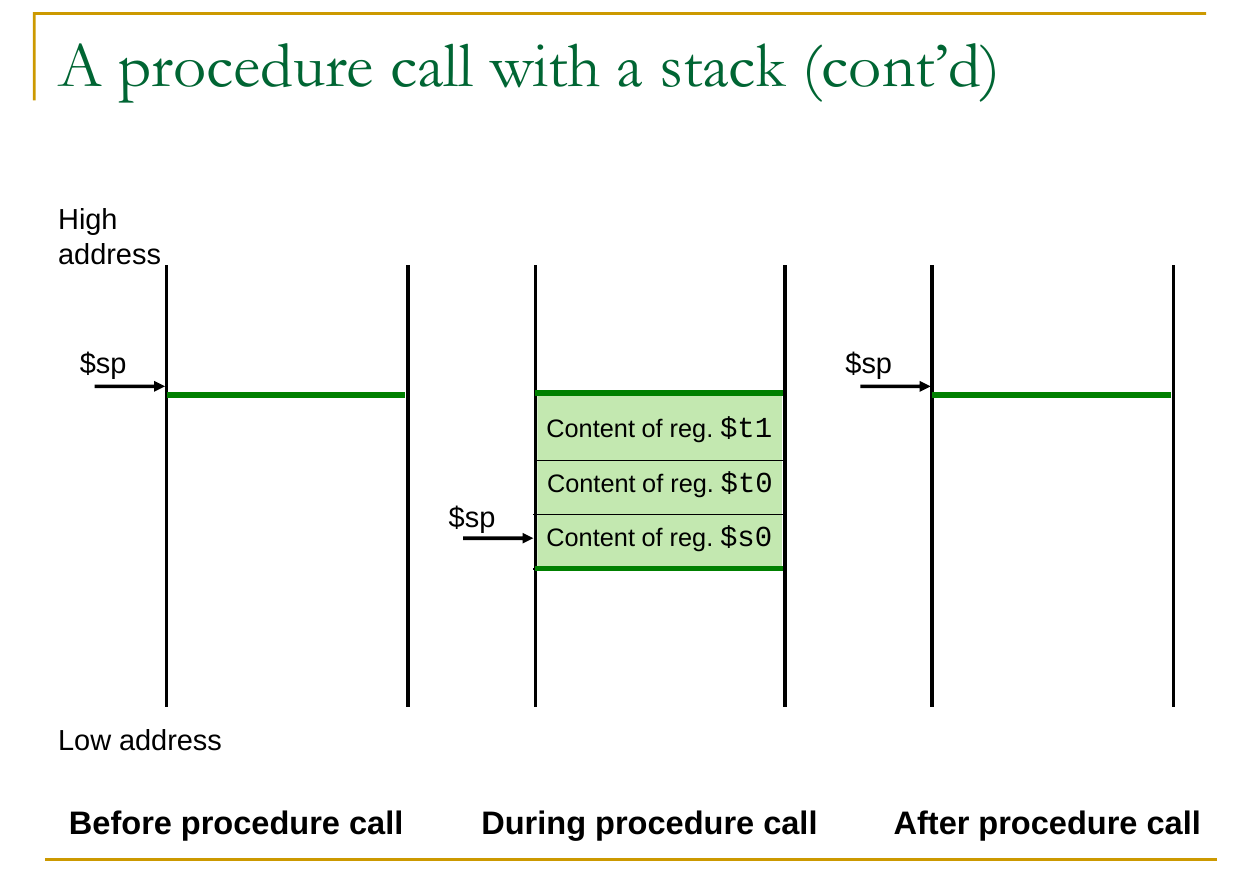 A procedure call with a stack (cont’d)
High
address
$sp
$sp
Content of reg. $t1
Content of reg. $t0
$sp
Content of reg. $s0
Low address
Before procedure call
During procedure call
After procedure call